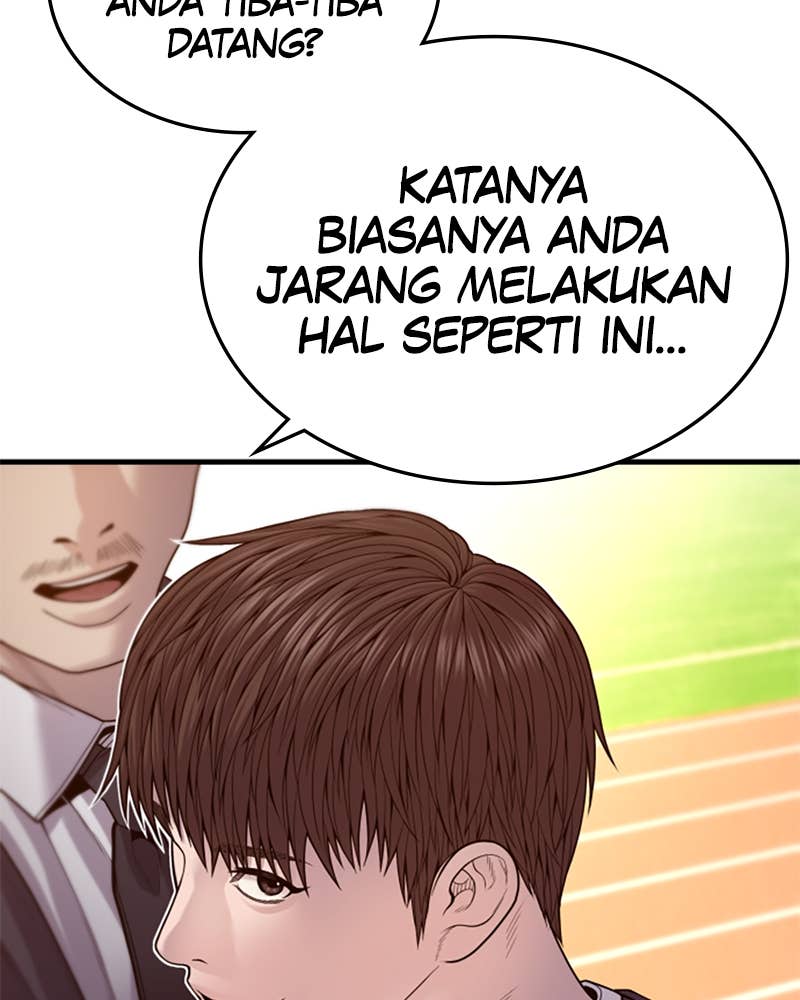 ANDA TIBA-TIBA
DATANG?
KATANYA
BIASANYA ANDA
JARANG MELAKUKAN
HAL SEPERTI INI...